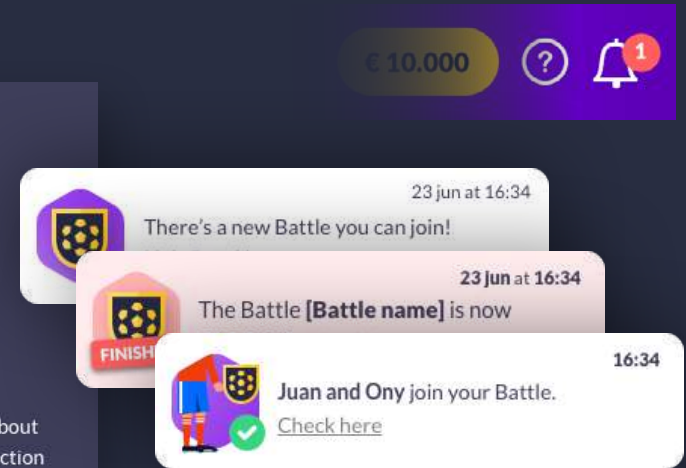 € 10.000
?
1
23 jun at 16:34
There’s a new Battle you can join!
23 jun at 16:34
The Battle [Battle name] is now
FINISH
16:34
Juan and Ony join your Battle.
Check here
bout
ction